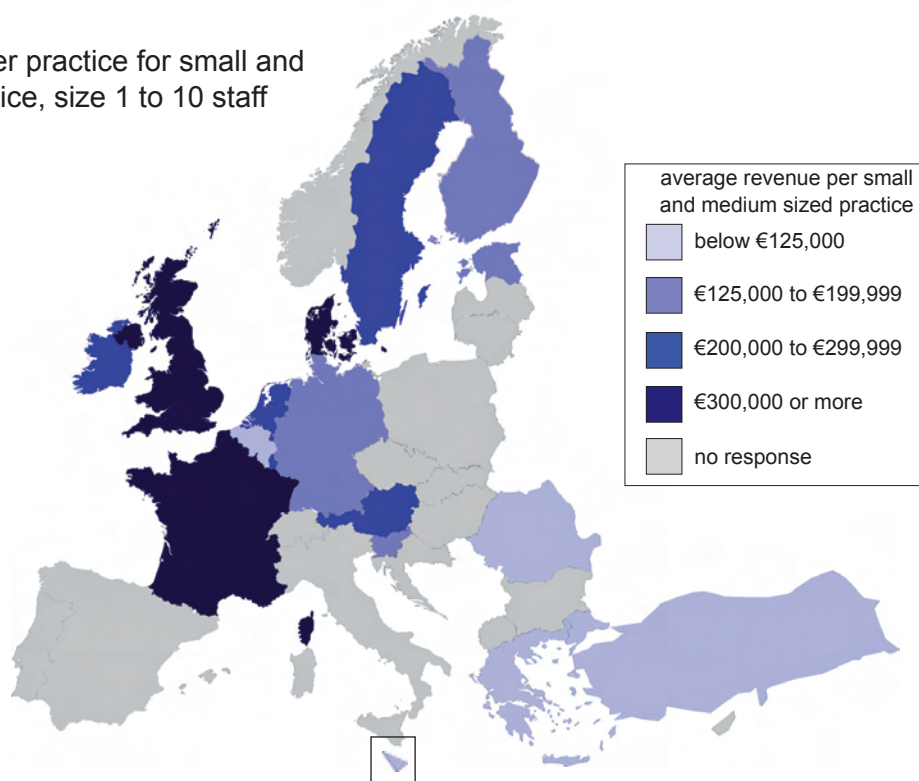 er practice for small and
ice, size 1 to 10 staff
average revenue per small
and medium sized practice
below €125,000
€125,000 to €199,999
€200,000 to €299,999
€300,000 or more
no response